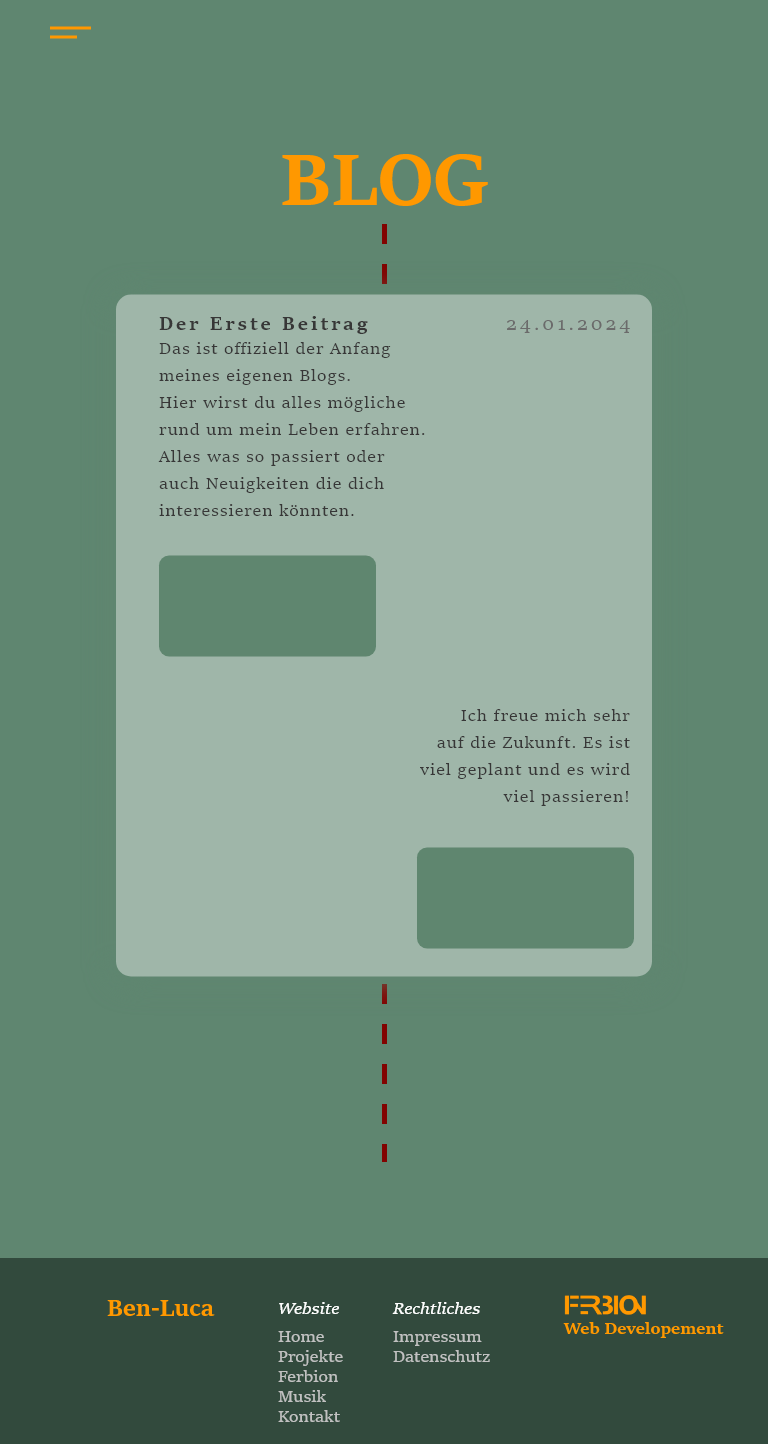 BLOG
Der Erste Beitrag
24.01.2024
Das ist offiziell der Anfang
meines eigenen Blogs.
Hier wirst du alles mögliche
rund um mein Leben erfahren.
Alles was so passiert oder
auch Neuigkeiten die dich
interessieren könnten.
Ich freue mich sehr
auf die Zukunft. Es ist
viel geplant und es wird
viel passieren!
Ben-Luca
Website
Home
Projekte
Ferbion
Musik
Kontakt
Rechtliches
Impressum
Datenschutz
FERBION
Web Developement